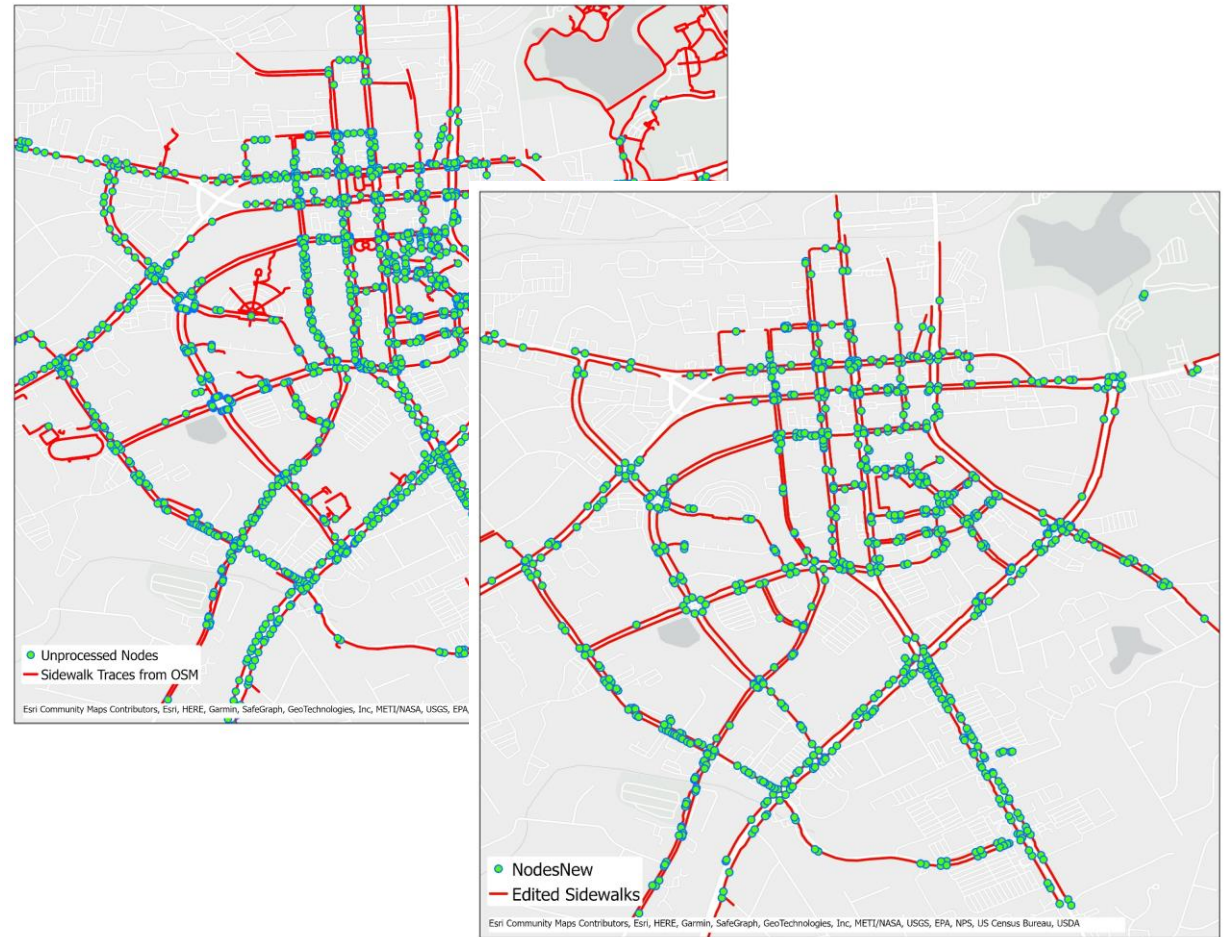 Unprocessed Nodes
Sidewalk Traces from OSM
Esri Community Maps Contributors, Esri, HERE, Garmin, SafeGraph, GeoTechnologies, Inc, METI/NASA, USGS, EPA,
NodesNew
Edited Sidewalks
Esri Community Maps Contributors, Esri, HERE, Garmin, SafeGraph, GeoTechnologies, Inc, METI/NASA, USGS, EPA, NPS, US Census Bureau, USDA